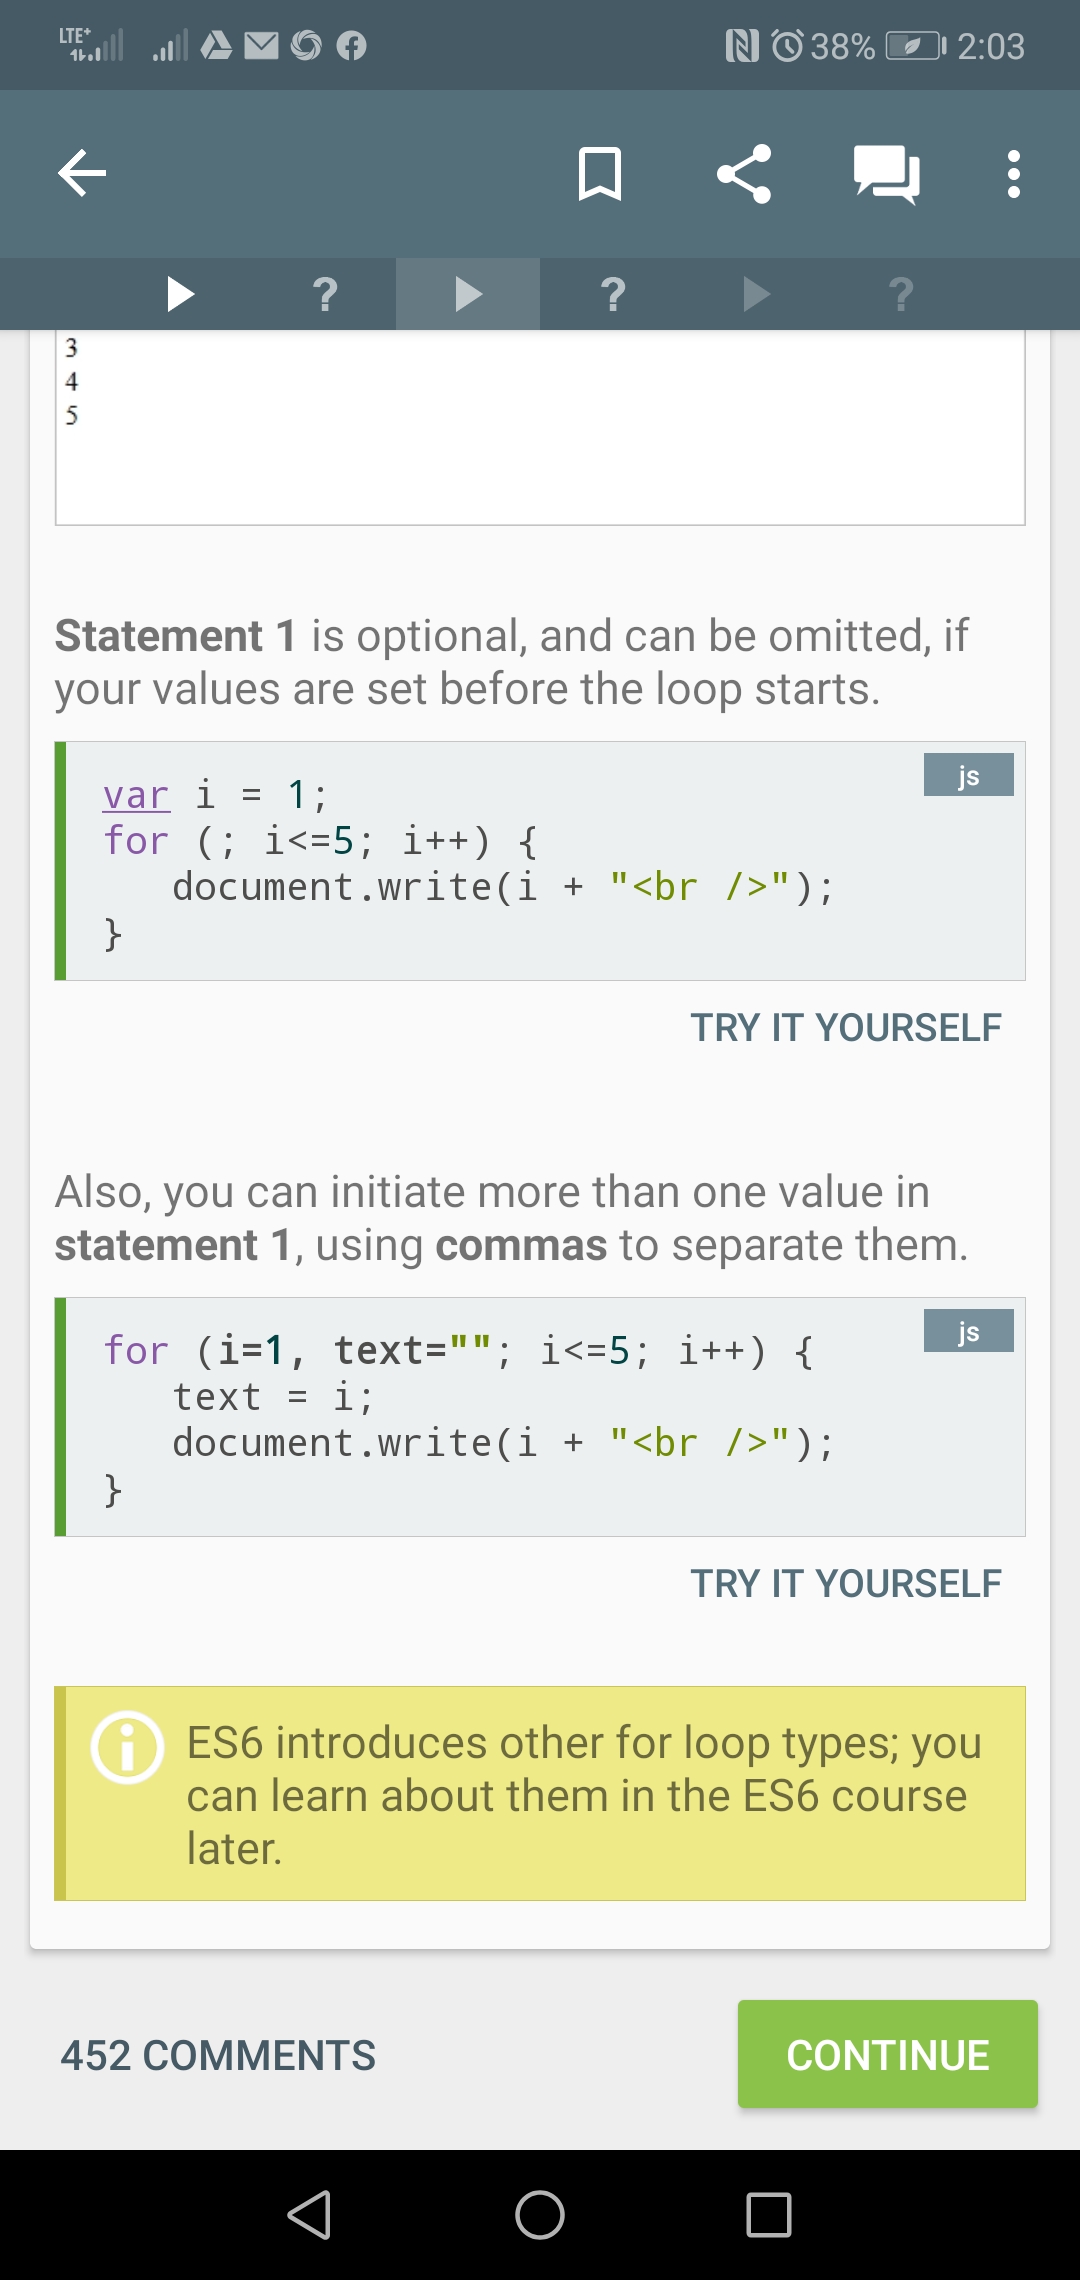 LTE+ 38% 2:03
? ? ?
3
4
5
Statement 1 is optional, and can be omitted, if
your values are set before the loop starts.
js
var i = 1;
for (; i<=5; i++) {
   document.write(i + "<br />");
}
TRY IT YOURSELF
Also, you can initiate more than one value in
statement 1, using commas to separate them.
js
for (i=1, text=""; i<=5; i++) {
   text = i;
   document.write(i + "<br />");
}
TRY IT YOURSELF
ES6 introduces other for loop types; you
can learn about them in the ES6 course
later.
452 COMMENTS
CONTINUE